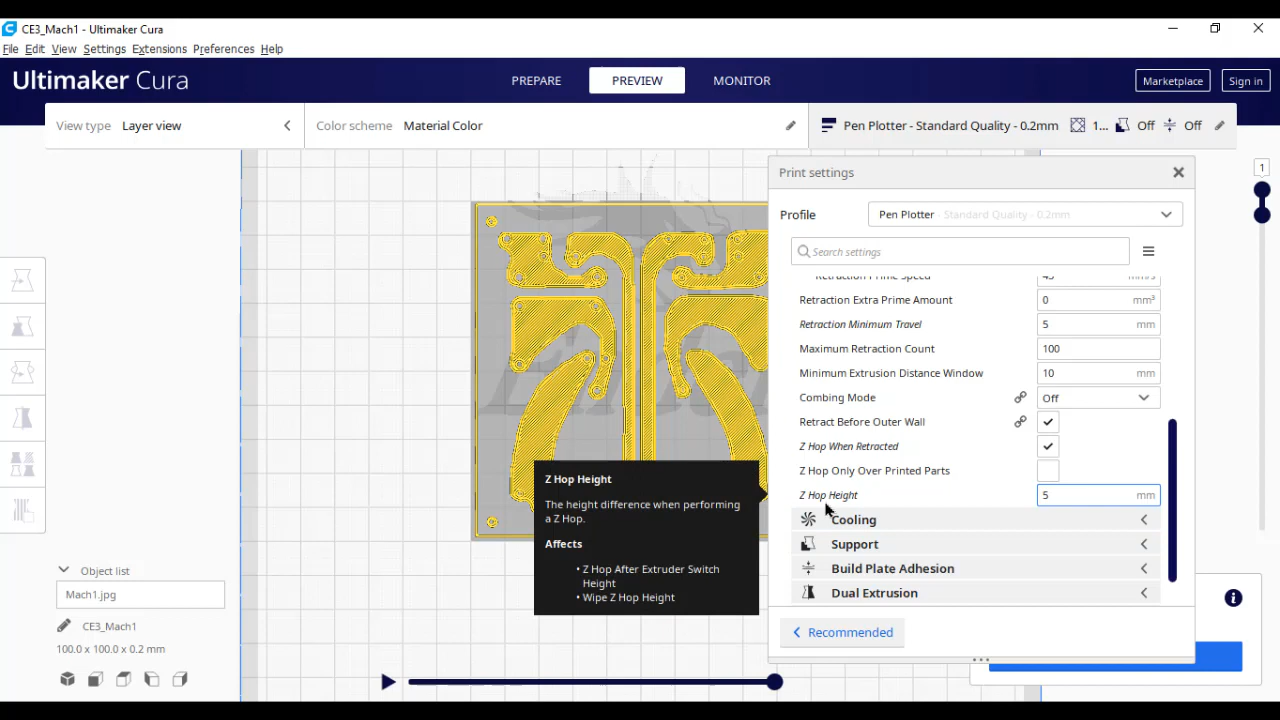 CE3_Mach1 - Ultimaker Cura
File Edit View Settings Extensions Preferences Help
Ultimaker Cura
PREPARE
PREVIEW
MONITOR
Marketplace
Sign in
View type Layer view
Color scheme Material Color
Pen Plotter - Standard Quality - 0.2mm
1...
Off
Off
Print settings
1
Profile
Pen Plotter - Standard Quality - 0.2mm
Search settings
Retraction Prime Speed 45 mm/s
Retraction Extra Prime Amount 0 mm³
Retraction Minimum Travel 5 mm
Maximum Retraction Count 100
Minimum Extrusion Distance Window 10 mm
Combing Mode Off
Retract Before Outer Wall
Z Hop When Retracted
Z Hop Only Over Printed Parts
Z Hop Height 5 mm
Cooling
Support
Build Plate Adhesion
Dual Extrusion
Recommended
Z Hop Height
The height difference when performing
a Z Hop.
Affects
• Z Hop After Extruder Switch
Height
• Wipe Z Hop Height
Object list
Mach1.jpg
CE3_Mach1
100.0 x 100.0 x 0.2 mm